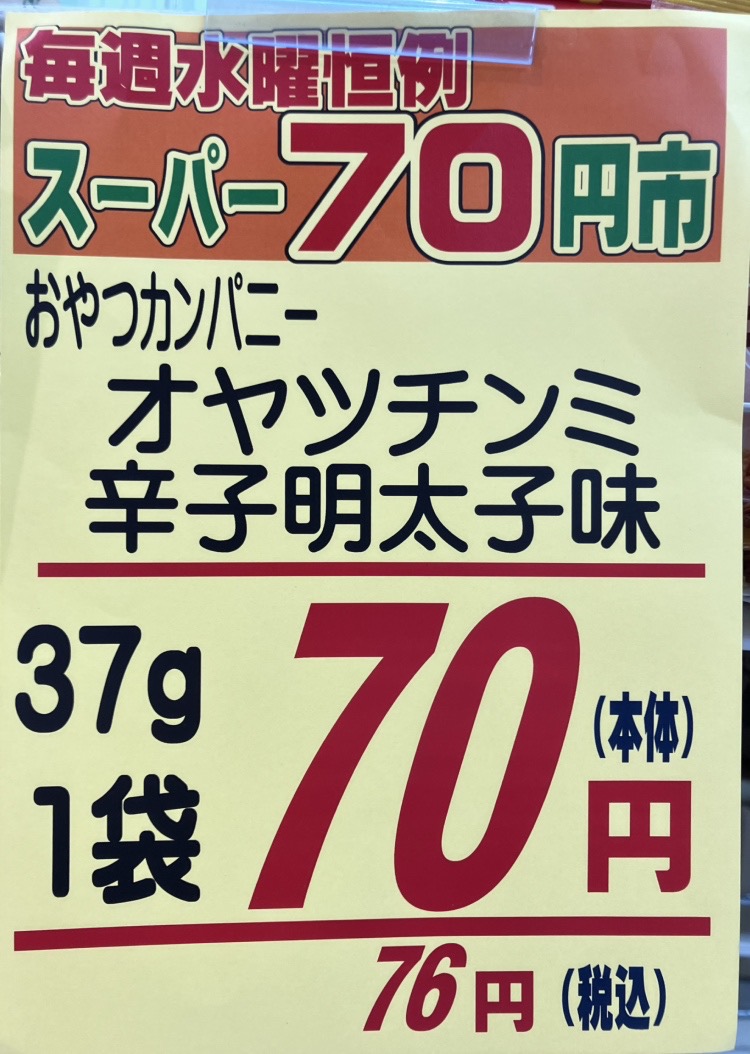 毎週水曜恒例
スーパー70円市
おやつカンパニー
オヤツチンミ
辛子明太子味
37g
1袋
70円(本体)
76円(税込)